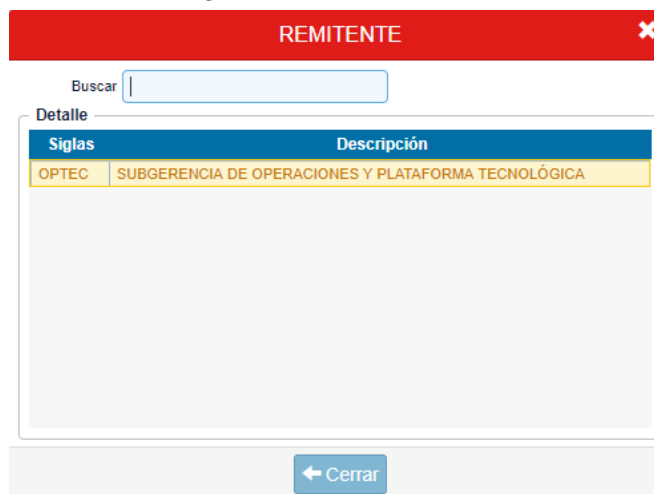 REMITENTE
Buscar
Detalle
Siglas Descripción
OPTEC SUBGERENCIA DE OPERACIONES Y PLATAFORMA TECNOLÓGICA
Cerrar